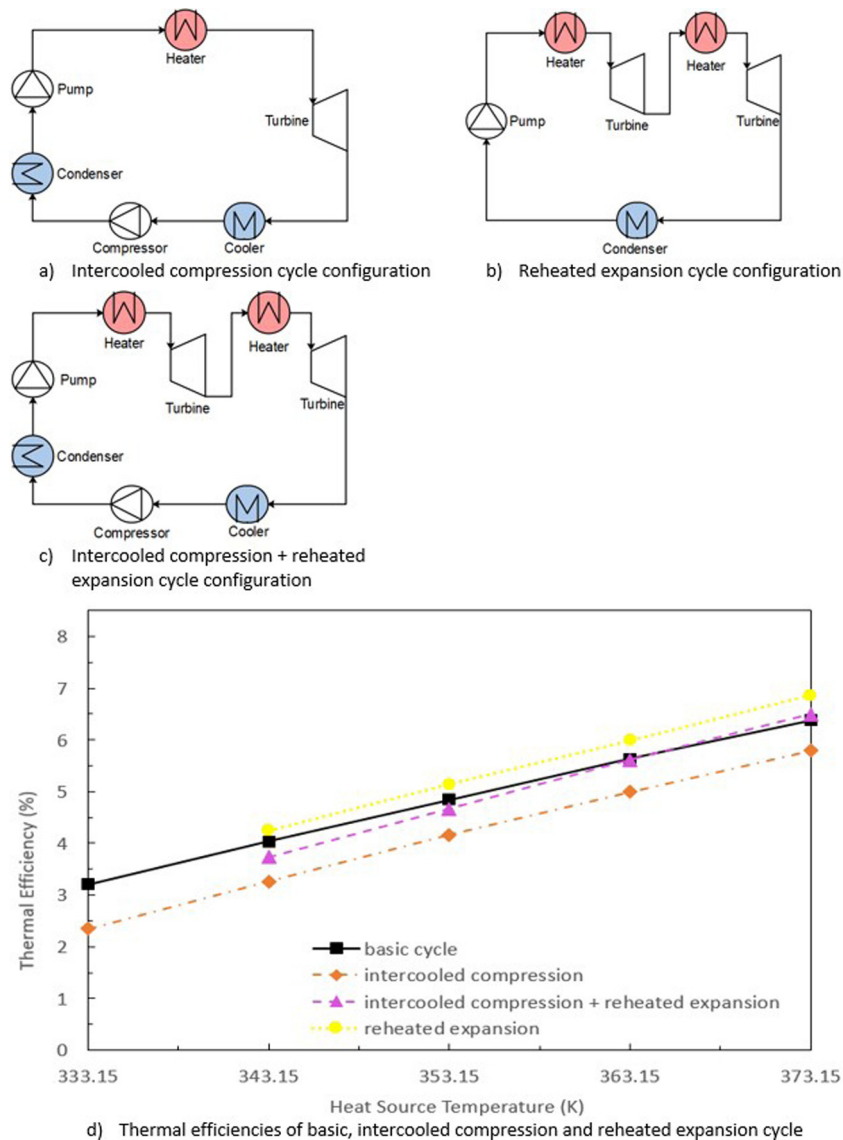 Heater
Pump
Turbine
Condenser
Compressor
Cooler
a) Intercooled compression cycle configuration
Heater
Heater
Pump
Turbine
Turbine
Condenser
b) Reheated expansion cycle configuration
Heater
Heater
Pump
Turbine
Turbine
Condenser
Compressor
Cooler
c) Intercooled compression + reheated
expansion cycle configuration
8
7
6
5
4
3
2
1
0
Thermal Efficiency (%)
basic cycle
intercooled compression
intercooled compression + reheated expansion
reheated expansion
333.15 343.15 353.15 363.15 373.15
Heat Source Temperature (K)
d) Thermal efficiencies of basic, intercooled compression and reheated expansion cycle